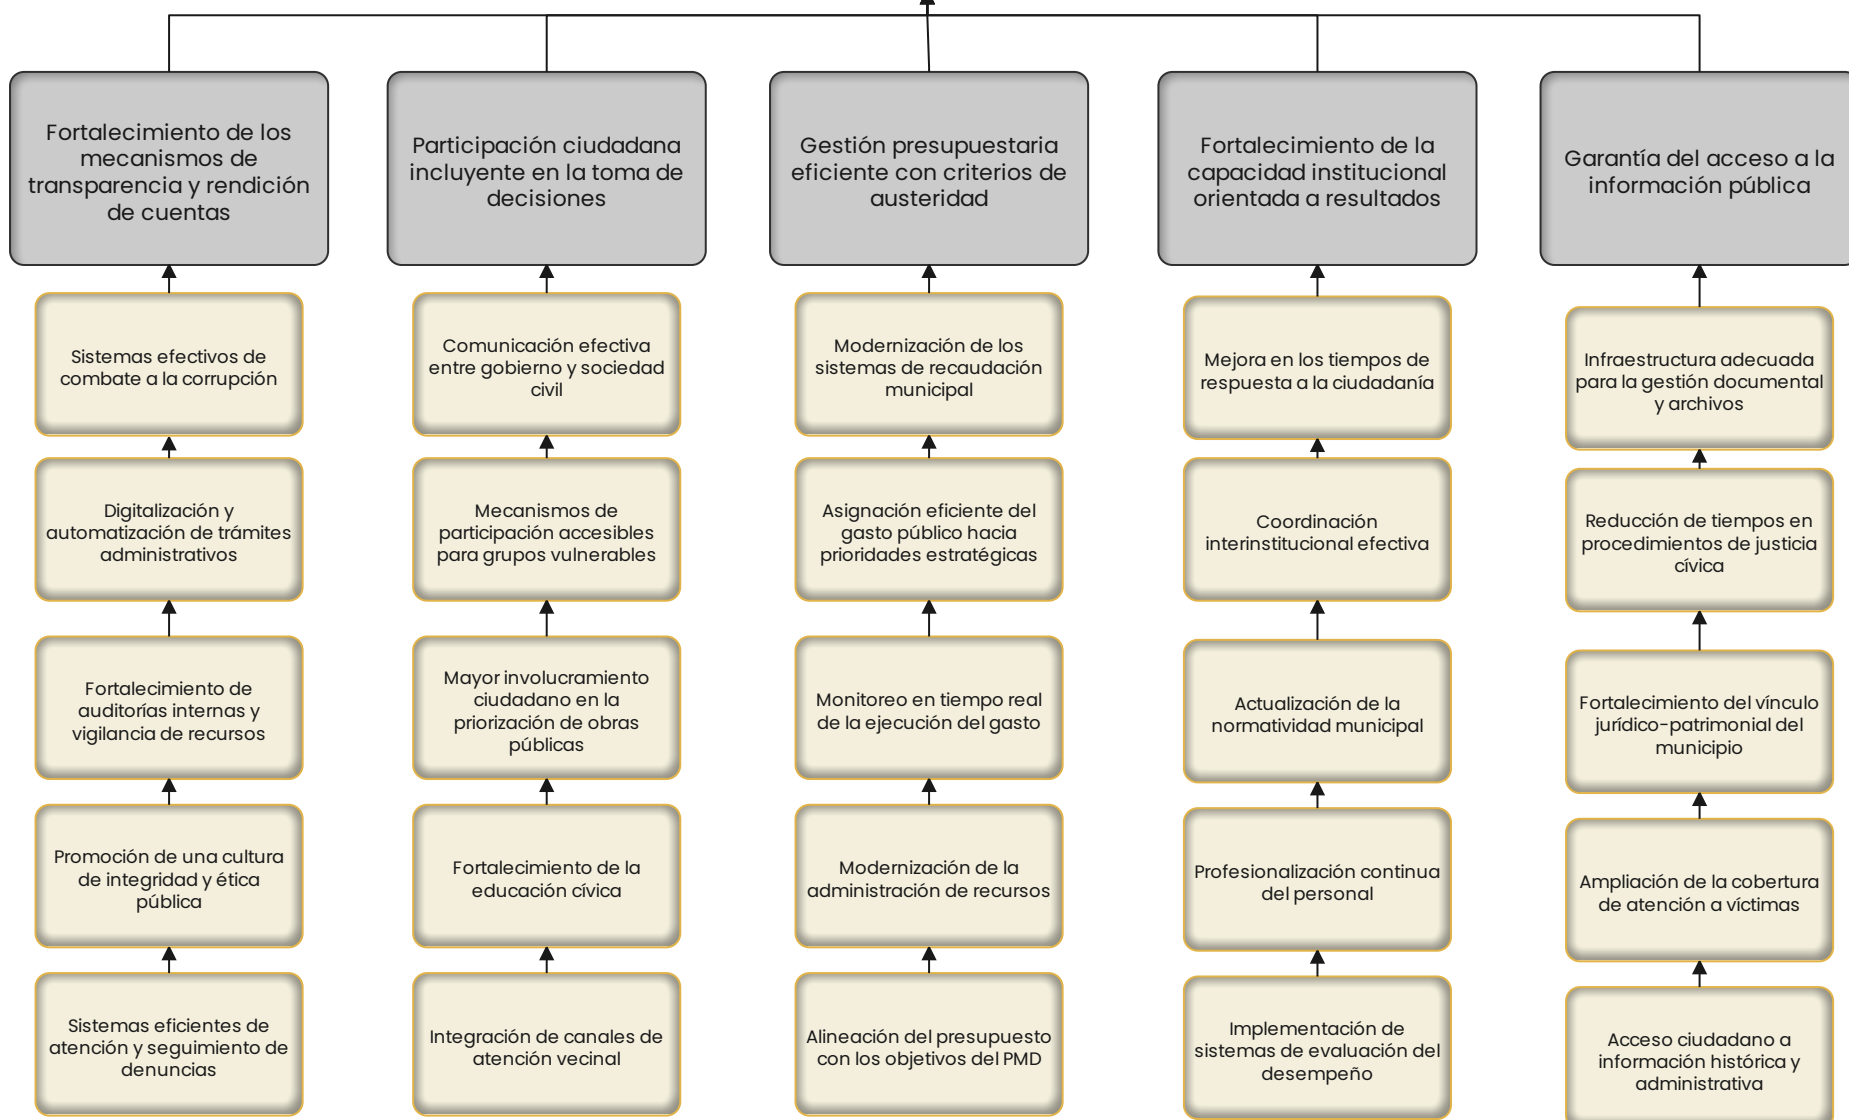 Fortalecimiento de los
mecanismos de
transparencia y rendición
de cuentas
Participación ciudadana
incluyente en la toma de
decisiones
Gestión presupuestaria
eficiente con criterios de
austeridad
Fortalecimiento de la
capacidad institucional
orientada a resultados
Garantía del acceso a la
información pública
Sistemas efectivos de
combate a la corrupción
Comunicación efectiva
entre gobierno y sociedad
civil
Modernización de los
sistemas de recaudación
municipal
Mejora en los tiempos de
respuesta a la ciudadanía
Infraestructura adecuada
para la gestión documental
y archivos
Digitalización y
automatización de trámites
administrativos
Mecanismos de
participación accesibles
para grupos vulnerables
Asignación eficiente del
gasto público hacia
prioridades estratégicas
Coordinación
interinstitucional efectiva
Reducción de tiempos en
procedimientos de justicia
cívica
Fortalecimiento de
auditorías internas y
vigilancia de recursos
Mayor involucramiento
ciudadano en la
priorización de obras
públicas
Monitoreo en tiempo real
de la ejecución del gasto
Actualización de la
normatividad municipal
Fortalecimiento del vínculo
jurídico-patrimonial del
municipio
Promoción de una cultura
de integridad y ética
pública
Fortalecimiento de la
educación cívica
Modernización de la
administración de recursos
Profesionalización continua
del personal
Ampliación de la cobertura
de atención a víctimas
Sistemas eficientes de
atención y seguimiento de
denuncias
Integración de canales de
atención vecinal
Alineación del presupuesto
con los objetivos del PMD
Implementación de
sistemas de evaluación del
desempeño
Acceso ciudadano a
información histórica y
administrativa